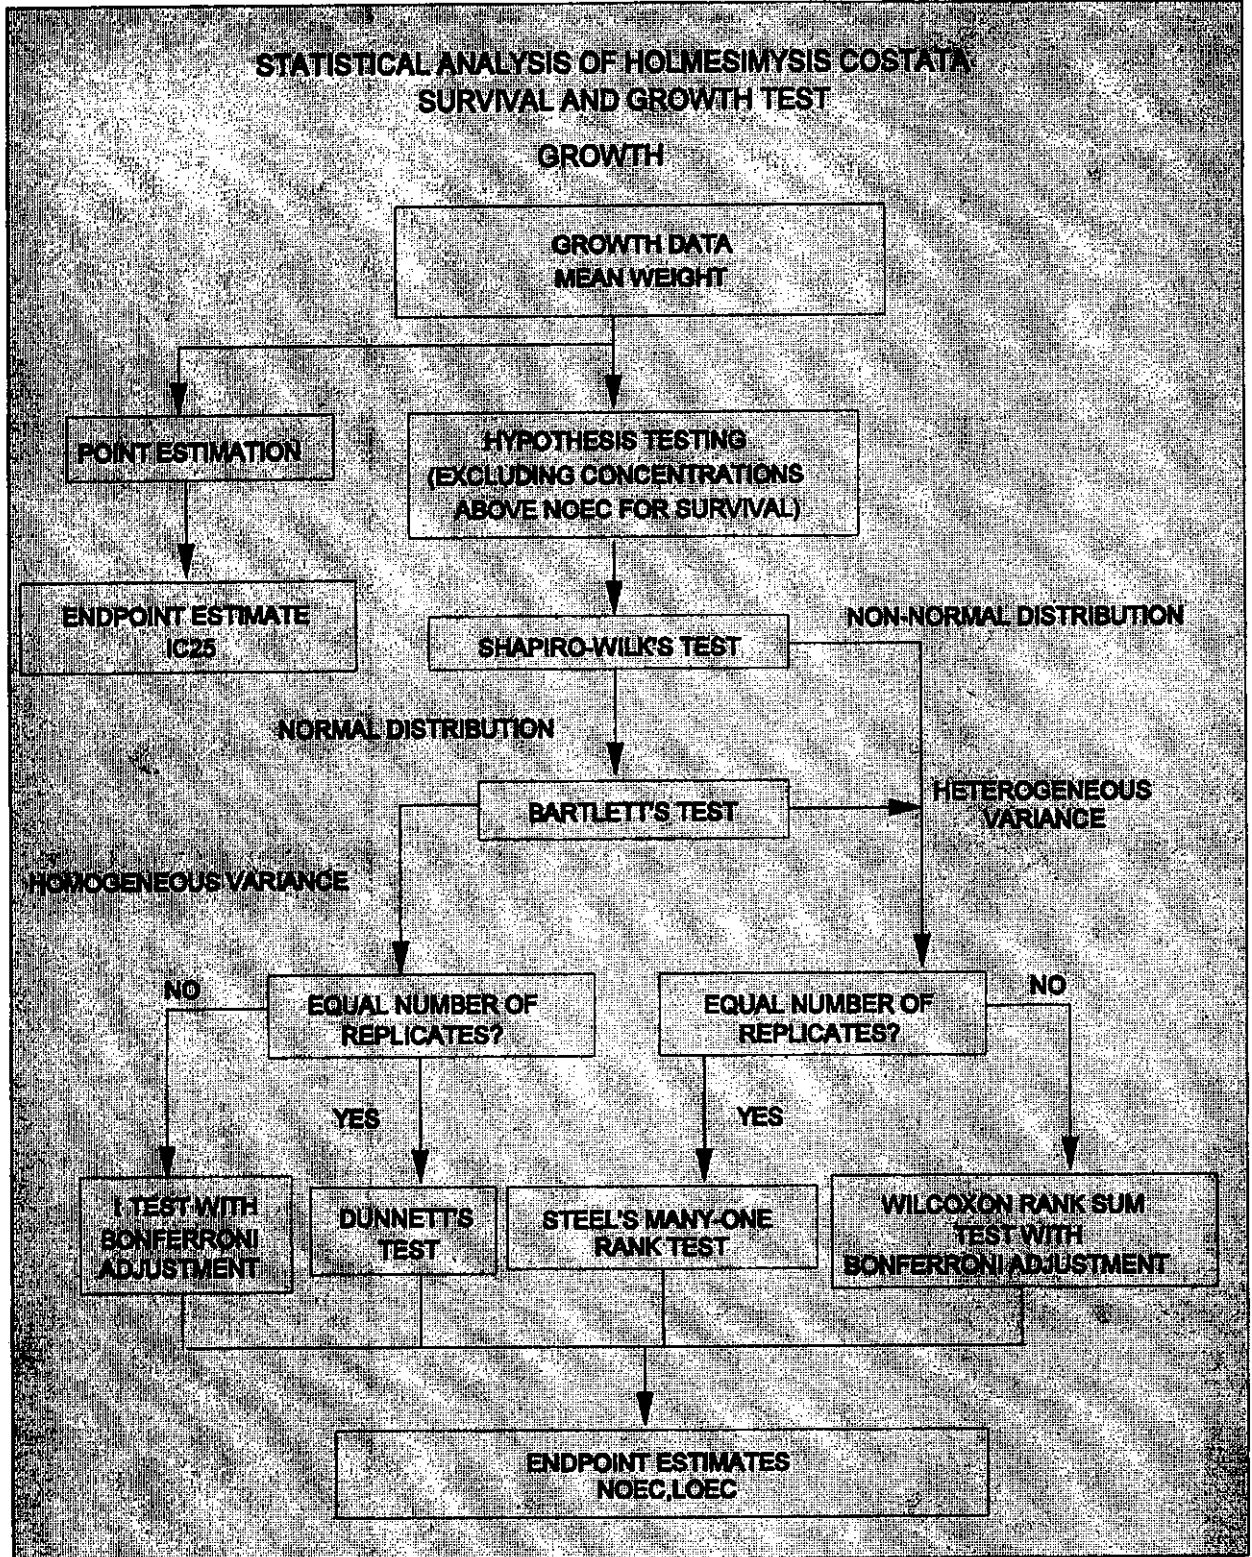 STATISTICAL ANALYSIS OF HOLMESIMYSIS COSTATA
SURVIVAL AND GROWTH TEST
GROWTH
GROWTH DATA
MEAN WEIGHT
POINT ESTIMATION
HYPOTHESIS TESTING
(EXCLUDING CONCENTRATIONS
ABOVE NOEC FOR SURVIVAL)
ENDPOINT ESTIMATE
IC25
SHAPIRO-WILK'S TEST
NON-NORMAL DISTRIBUTION
NORMAL DISTRIBUTION
BARTLETT'S TEST
HETEROGENEOUS
VARIANCE
HOMOGENEOUS VARIANCE
NO
EQUAL NUMBER OF
REPLICATES?
EQUAL NUMBER OF
REPLICATES?
NO
YES
YES
T-TEST WITH
BONFERRONI
ADJUSTMENT
DUNNETT'S
TEST
STEEL'S MANY-ONE
RANK TEST
WILCOXON RANK SUM
TEST WITH
BONFERRONI ADJUSTMENT
ENDPOINT ESTIMATES
NOEC,LOEC